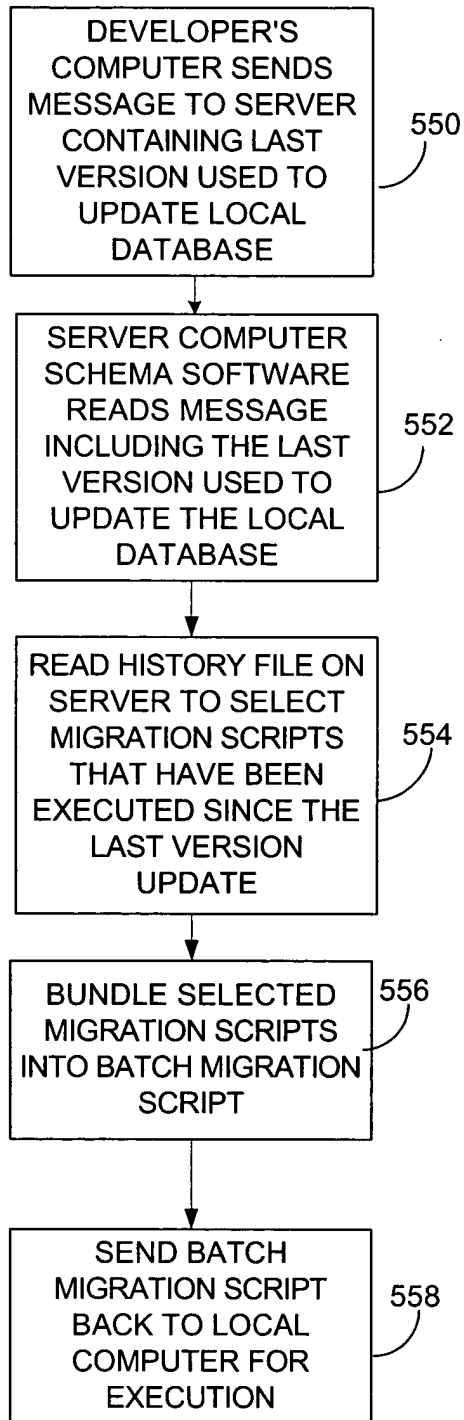 DEVELOPER'S
COMPUTER SENDS
MESSAGE TO SERVER
CONTAINING LAST
VERSION USED TO
UPDATE LOCAL
DATABASE
550
SERVER COMPUTER
SCHEMA SOFTWARE
READS MESSAGE
INCLUDING THE LAST
VERSION USED TO
UPDATE THE LOCAL
DATABASE
552
READ HISTORY FILE ON
SERVER TO SELECT
MIGRATION SCRIPTS
THAT HAVE BEEN
EXECUTED SINCE THE
LAST VERSION
UPDATE
554
BUNDLE SELECTED
MIGRATION SCRIPTS
INTO BATCH MIGRATION
SCRIPT
556
SEND BATCH
MIGRATION SCRIPT
BACK TO LOCAL
COMPUTER FOR
EXECUTION
558